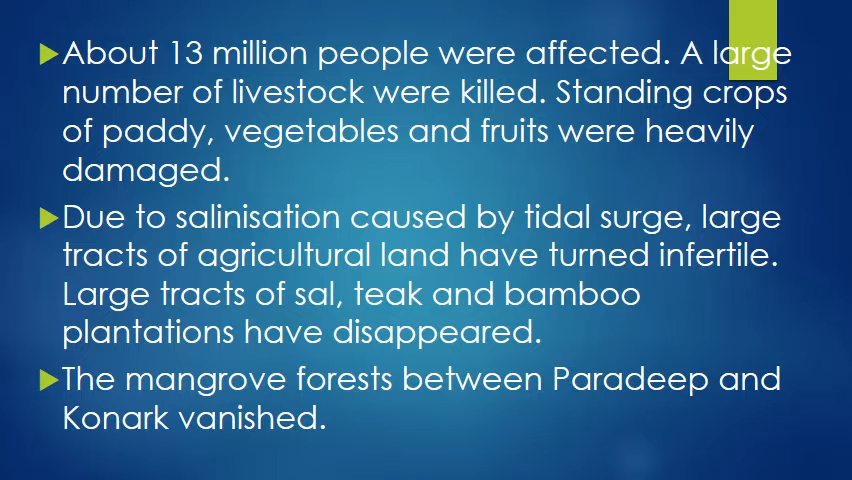 About 13 million people were affected. A large
number of livestock were killed. Standing crops
of paddy, vegetables and fruits were heavily
damaged.
Due to salinisation caused by tidal surge, large
tracts of agricultural land have turned infertile.
Large tracts of sal, teak and bamboo
plantations have disappeared.
The mangrove forests between Paradeep and
Konark vanished.